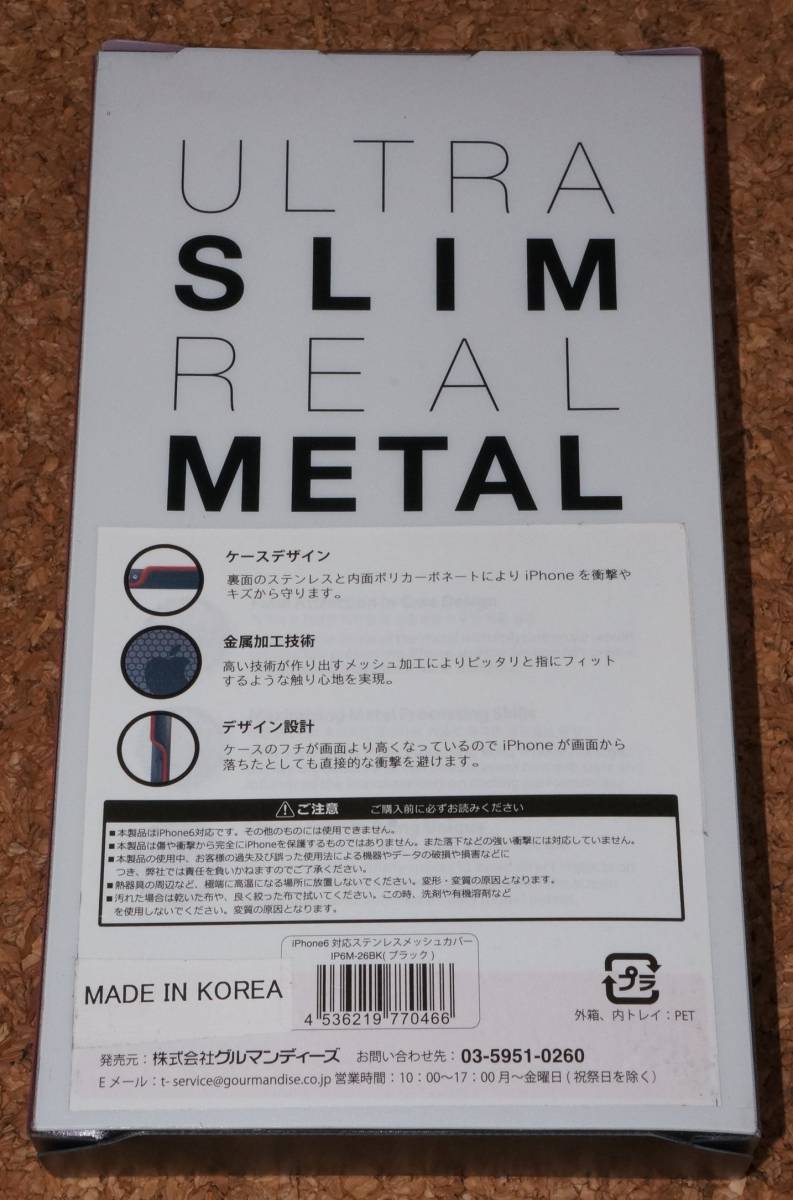 ULTRA
SLIM
REAL
METAL
ケースデザイン
裏面のステンレスと内面ポリカーボネートにより iPhone を衝撃や
キズから守ります。
金属加工技術
高い技術が作り出すメッシュ加工によりピッタリと指にフィット
するような触り心地を実現。
デザイン設計
ケースのフチが画面より高くなっているので iPhone が画面から
落ちたとしても直接的な衝撃を避けます。
ご注意 ご購入前に必ずお読みください
■本製品はiPhone6対応です。その他のものには使用できません。
■本製品は傷や衝撃から完全にiPhoneを保護するものではありません。また落下などの強い衝撃には対応していません。
■本製品の使用中、お客様の過失及び誤った使用法による機器やデータの破損や損害などに
つき、弊社では責任を負いかねますのでご了承ください。
■熱器具の周辺など、極端に高温になる場所に放置しないでください。変形・変質の原因となります。
■汚れた場合は乾いた布や、良く絞った布で拭いてください。この時、洗剤や有機溶剤など
を使用しないでください。変質の原因となります。
iPhone6 対応ステンレスメッシュカバー
IP6M-26BK(ブラック)
4 536219 770466
MADE IN KOREA
プラ
外箱、内トレイ：PET
発売元：株式会社グルマンディーズ お問い合わせ先：03-5951-0260
Eメール：t- service@gourmandise.co.jp 営業時間：10：00〜17：00 月〜金曜日 ( 祝祭日を除く )